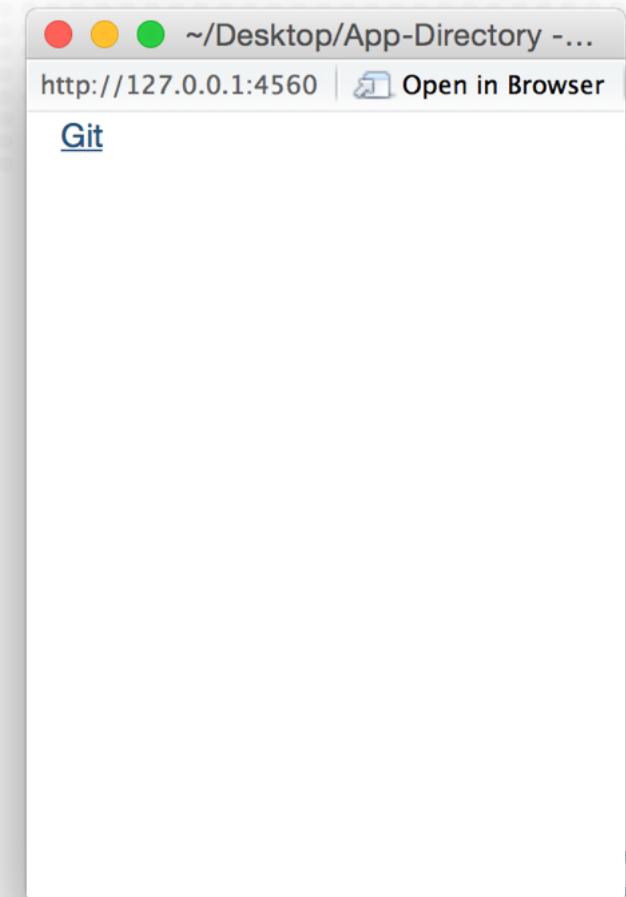 ~/Desktop/App-Directory -...
http://127.0.0.1:4560 Open in Browser
Git